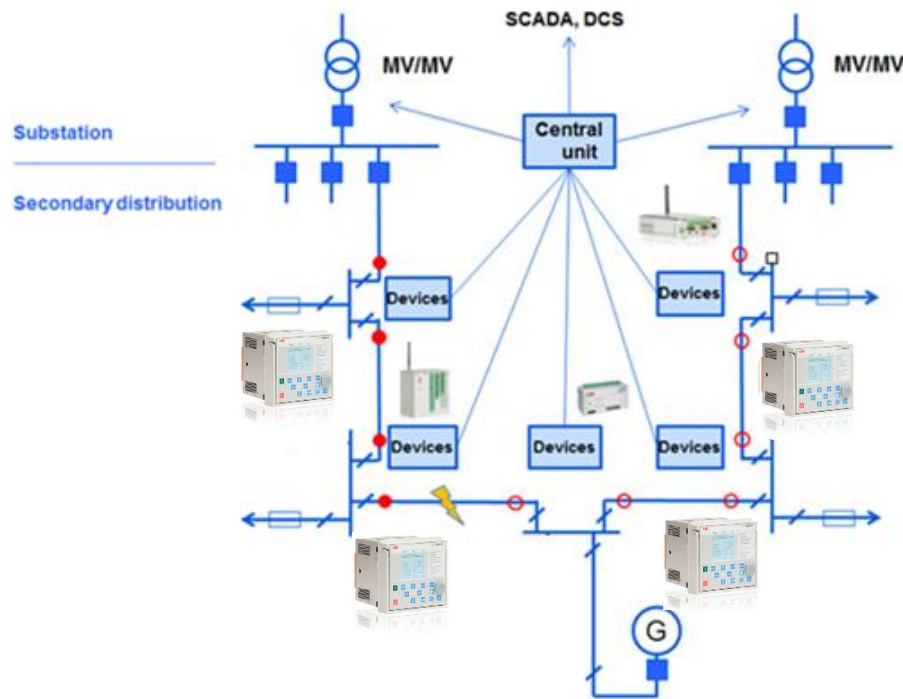 SCADA, DCS
MV/MV
MV/MV
Substation
Central
unit
Secondary distribution
Devices
Devices
Devices
Devices
Devices
G